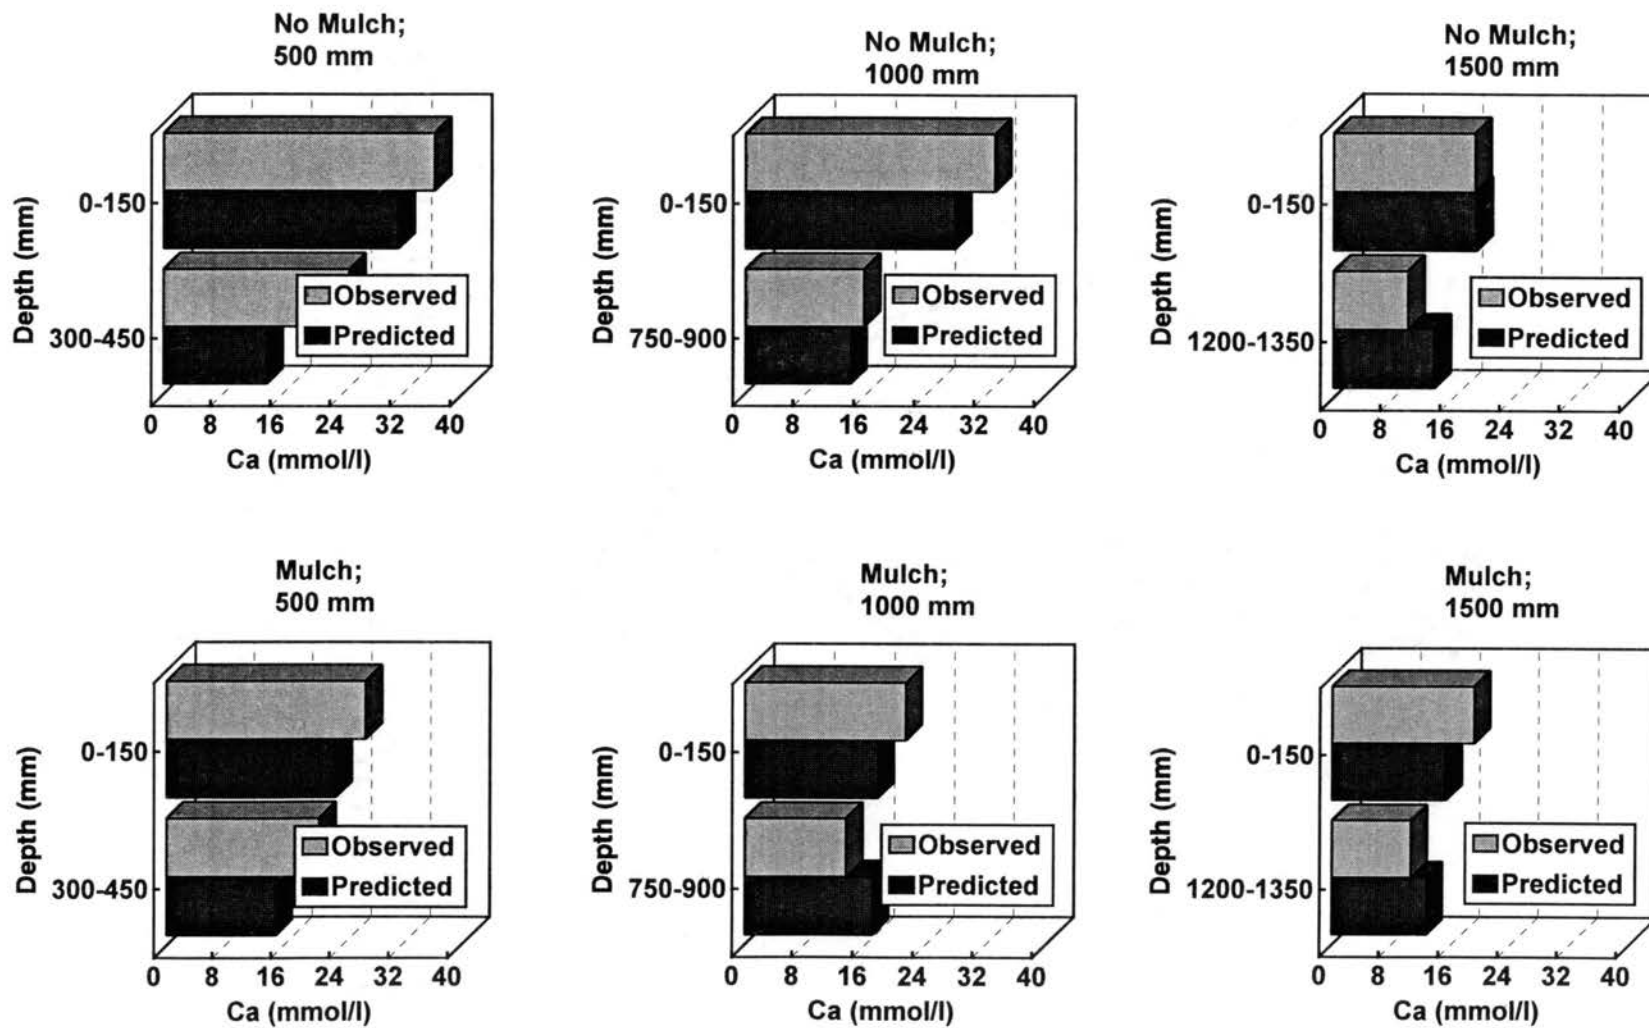 No Mulch;
500 mm
Depth (mm)
0-150
300-450
Observed
Predicted
0 8 16 24 32 40
Ca (mmol/l)
No Mulch;
1000 mm
Depth (mm)
0-150
750-900
Observed
Predicted
0 8 16 24 32 40
Ca (mmol/l)
No Mulch;
1500 mm
Depth (mm)
0-150
1200-1350
Observed
Predicted
0 8 16 24 32 40
Ca (mmol/l)
Mulch;
500 mm
Depth (mm)
0-150
300-450
Observed
Predicted
0 8 16 24 32 40
Ca (mmol/l)
Mulch;
1000 mm
Depth (mm)
0-150
750-900
Observed
Predicted
0 8 16 24 32 40
Ca (mmol/l)
Mulch;
1500 mm
Depth (mm)
0-150
1200-1350
Observed
Predicted
0 8 16 24 32 40
Ca (mmol/l)